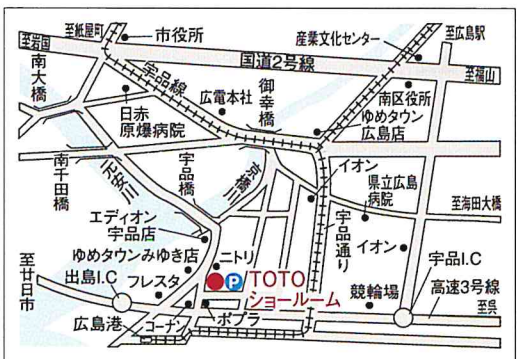 至紙屋町
市役所
至岩国
産業文化センター
至広島駅
国道2号線
至福山
南大橋
宇品線
日赤
原爆病院
広電本社
御幸橋
南区役所
ゆめタウン
広島店
南千田橋
元安川
宇品橋
京橋川
イオン
県立広島
病院
至海田大橋
エディオン
宇品店
宇品通り
イオン
宇品I.C
ゆめタウンみゆき店
ニトリ
至廿日市
出島I.C
フレスタ
P
TOTO
ショールーム
競輪場
高速3号線
広島港
コーナン
ポプラ
至呉